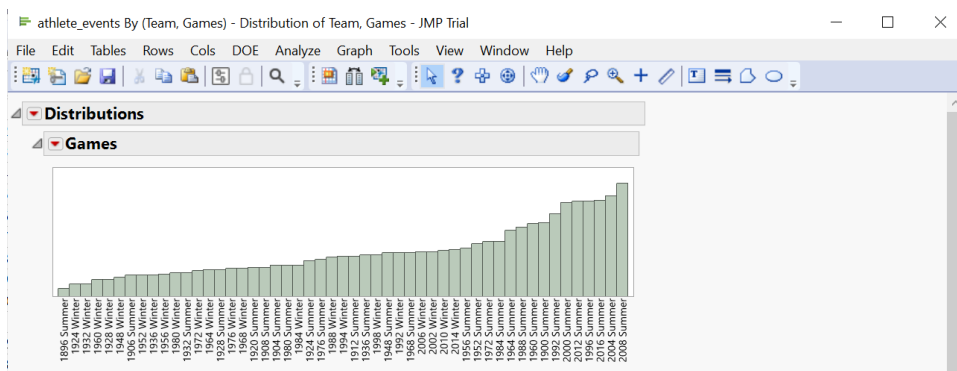 athlete_events By (Team, Games) - Distribution of Team, Games - JMP Trial
File Edit Tables Rows Cols DOE Analyze Graph Tools View Window Help
Distributions
Games
1896 Summer
1924 Winter
1932 Winter
1960 Winter
1928 Winter
1948 Winter
1906 Summer
1952 Winter
1936 Winter
1956 Winter
1980 Winter
1932 Summer
1972 Winter
1964 Winter
1928 Summer
1976 Winter
1968 Winter
1920 Summer
1908 Summer
1904 Summer
1980 Summer
1984 Winter
1924 Summer
1976 Summer
1988 Winter
1994 Winter
1912 Summer
1936 Summer
1998 Winter
1948 Summer
1992 Winter
1968 Summer
2006 Winter
2002 Winter
2010 Winter
2014 Winter
1956 Summer
1952 Summer
1972 Summer
1984 Summer
1964 Summer
1988 Summer
1960 Summer
1900 Summer
1992 Summer
2000 Summer
2012 Summer
1996 Summer
2016 Summer
2004 Summer
2008 Summer